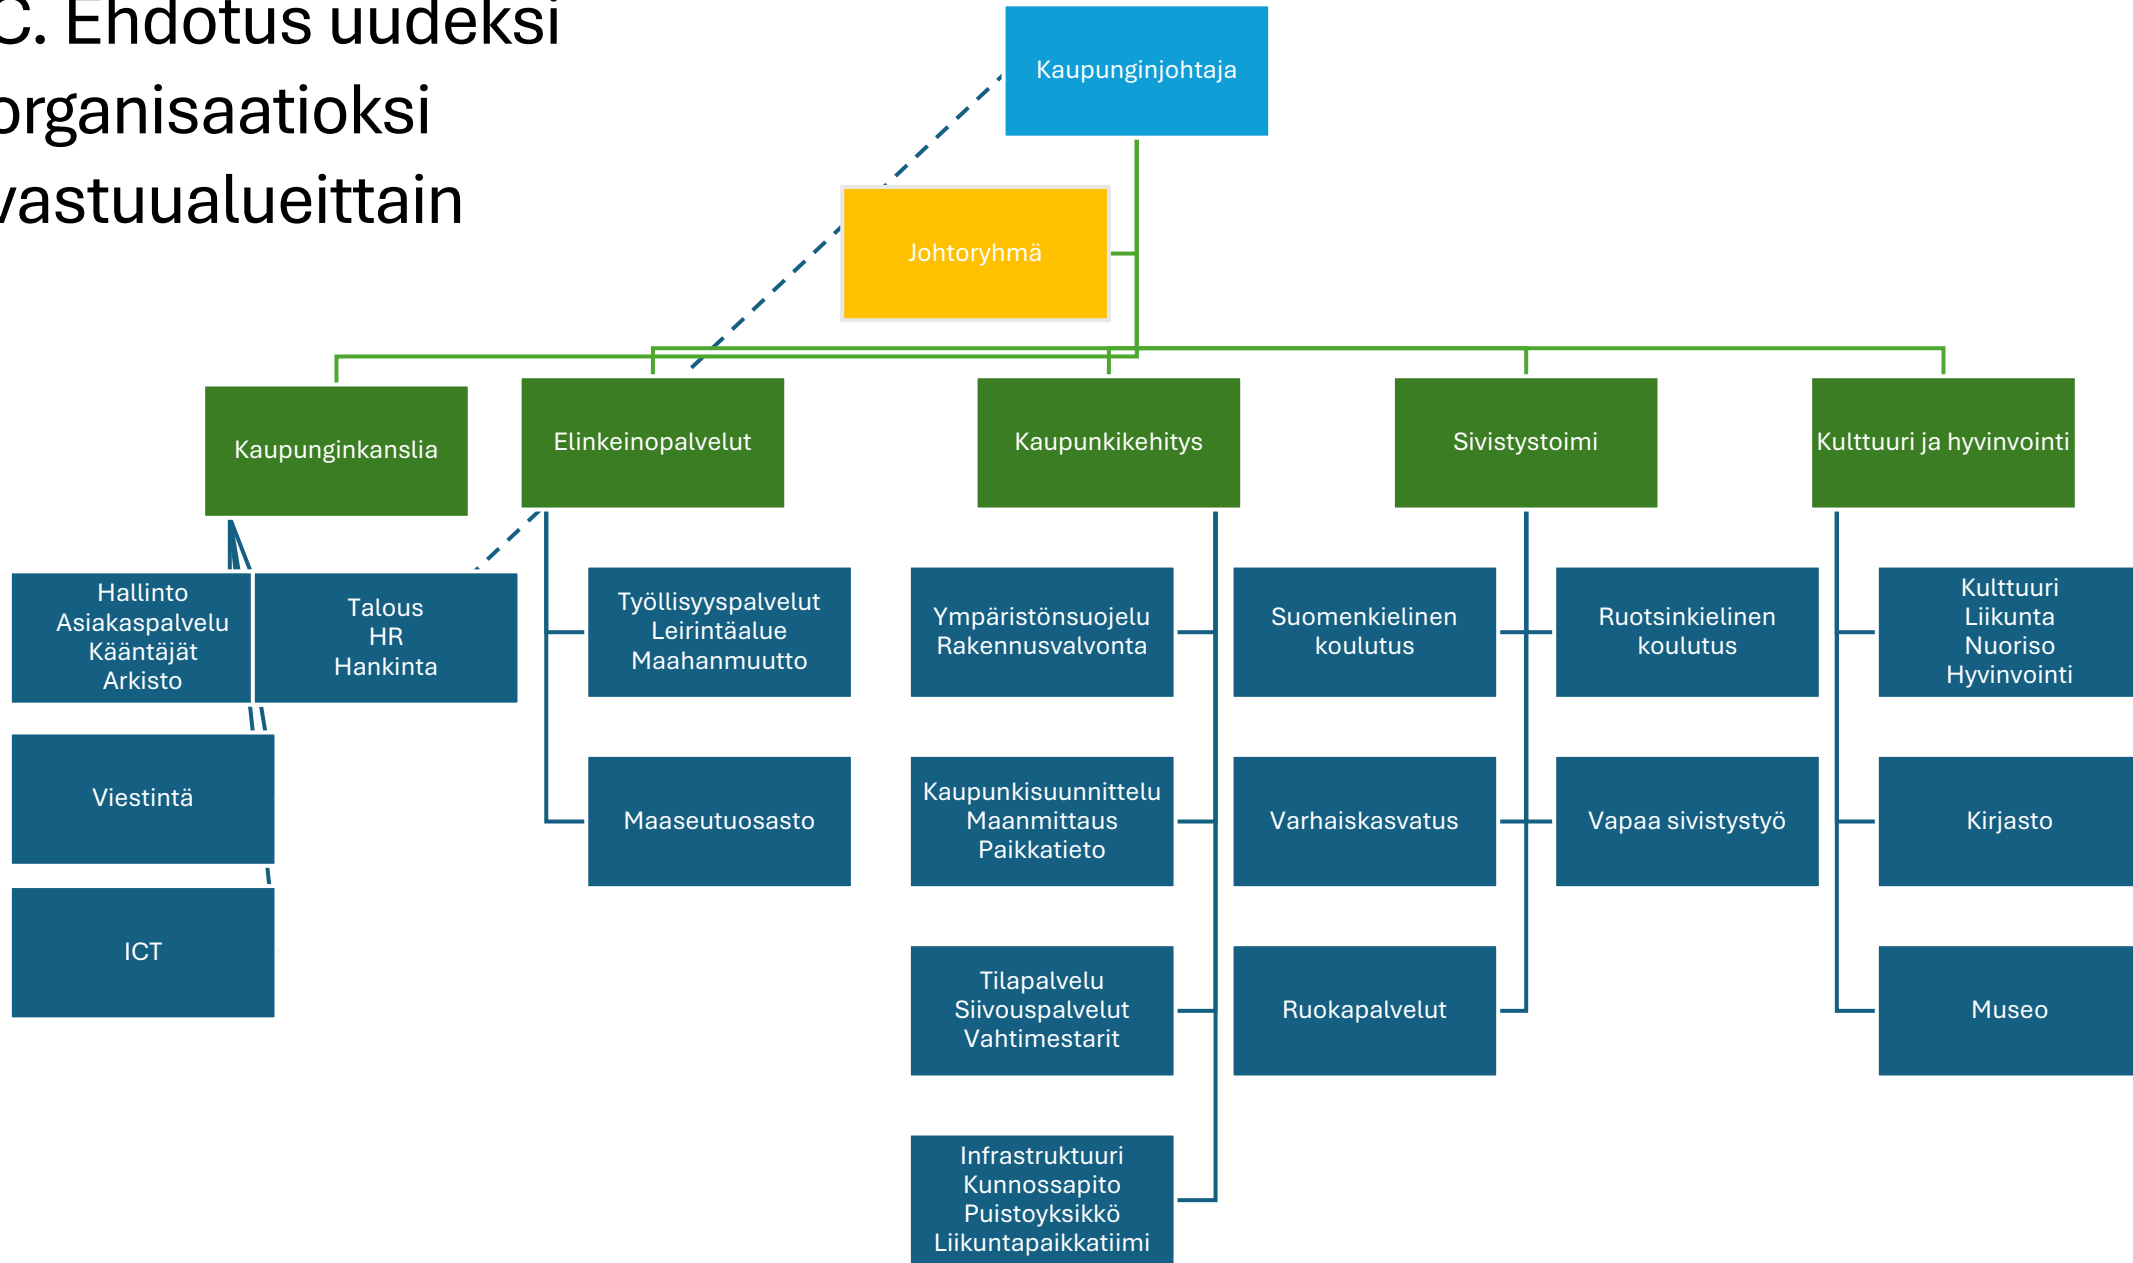 C. Ehdotus uudeksi
organisaatioksi
vastuualueittain
Kaupunginjohtaja
Johtoryhmä
Kaupunginkanslia
Elinkeinopalvelut
Kaupunkikehitys
Sivistystoimi
Kulttuuri ja hyvinvointi
Hallinto
Asiakaspalvelu
Kääntäjät
Arkisto
Talous
HR
Hankinta
Viestintä
ICT
Työllisyyspalvelut
Leirintäalue
Maahanmuutto
Maaseutuosasto
Ympäristönsuojelu
Rakennusvalvonta
Kaupunkisuunnittelu
Maanmittaus
Paikkatieto
Tilapalvelu
Siivouspalvelut
Vahtimestarit
Infrastruktuuri
Kunnossapito
Puistoyksikkö
Liikuntapaikkatiimi
Suomenkielinen
koulutus
Ruotsinkielinen
koulutus
Varhaiskasvatus
Vapaa sivistystyö
Ruokapalvelut
Kulttuuri
Liikunta
Nuoriso
Hyvinvointi
Kirjasto
Museo